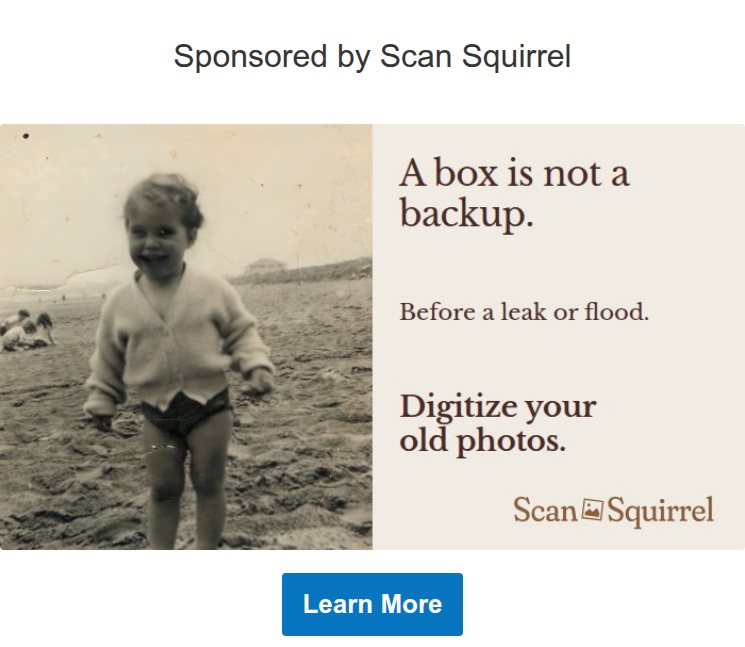 Sponsored by Scan Squirrel
A box is not a
backup.
Before a leak or flood.
Digitize your
old photos.
Scan Squirrel
Learn More